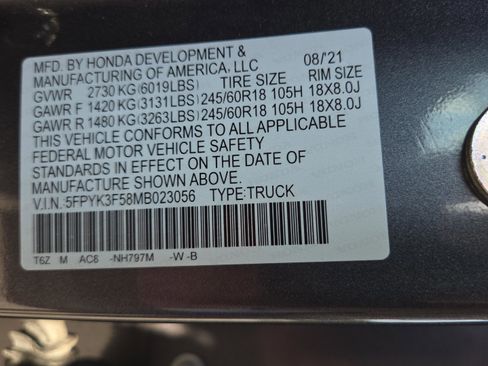 MFD. BY HONDA DEVELOPMENT &
MANUFACTURING OF AMERICA, LLC 08/21
GVWR 2730 KG (6019LBS) TIRE SIZE RIM SIZE
GAWR F 1420 KG (3131LBS) 245/60R18 105H 18X8.0J
GAWR R 1480 KG (3263LBS) 245/60R18 105H 18X8.0J
THIS VEHICLE CONFORMS TO ALL APPLICABLE
FEDERAL MOTOR VEHICLE SAFETY
STANDARDS IN EFFECT ON THE DATE OF
MANUFACTURE SHOWN ABOVE.
V.I.N.:5FPYK3F58MB023056 TYPE:TRUCK
T6Z M AC6 -NH797M -W -B